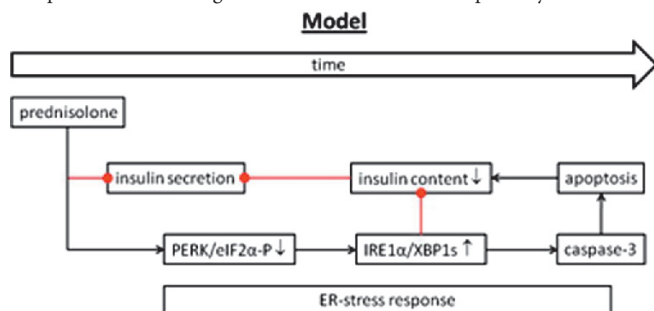 Model
time
prednisolone
insulin secretion
insulin content ↓
apoptosis
PERK/eIF2α-P ↓
IRE1α/XBP1s ↑
caspase-3
ER-stress response